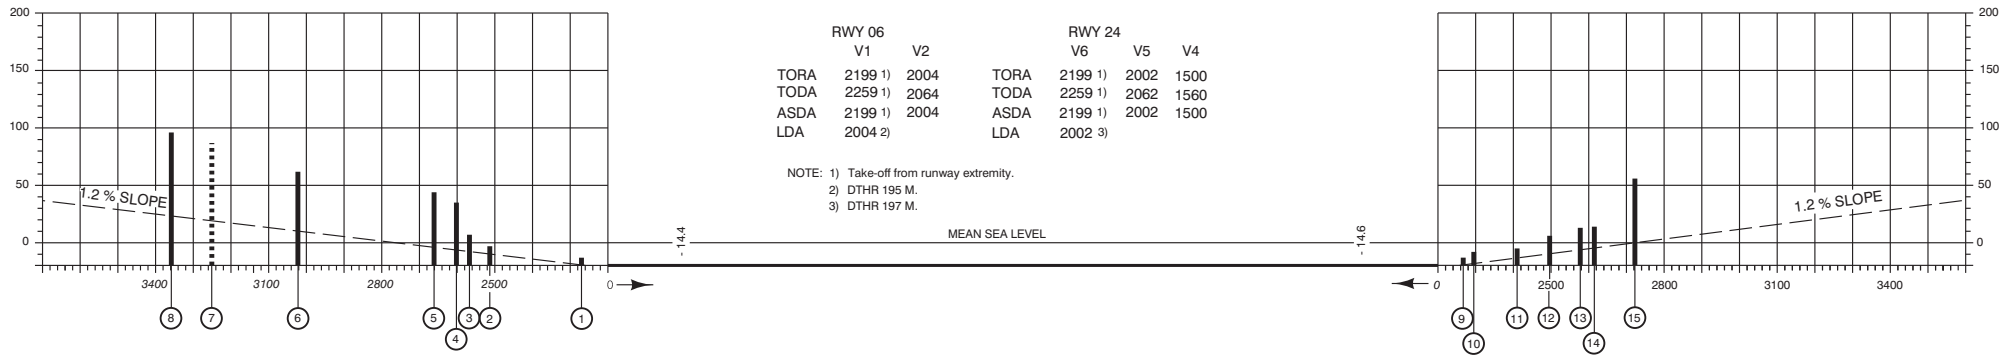 200
150
100
50
0
1.2 % SLOPE
3400 3100 2800 2500 0
8 7 6 5 4 3 2 1
RWY 06 RWY 24
V1 V2 V6 V5 V4
TORA 2199 1) 2004 TORA 2199 1) 2002 1500
TODA 2259 1) 2064 TODA 2259 1) 2062 1560
ASDA 2199 1) 2004 ASDA 2199 1) 2002 1500
LDA 2004 2) LDA 2002 3)
NOTE: 1) Take-off from runway extremity.
2) DTHR 195 M.
3) DTHR 197 M.
-14.4
MEAN SEA LEVEL
-14.6
200
150
100
50
0
1.2 % SLOPE
0 2500 2800 3100 3400
9 10 11 12 13 14 15